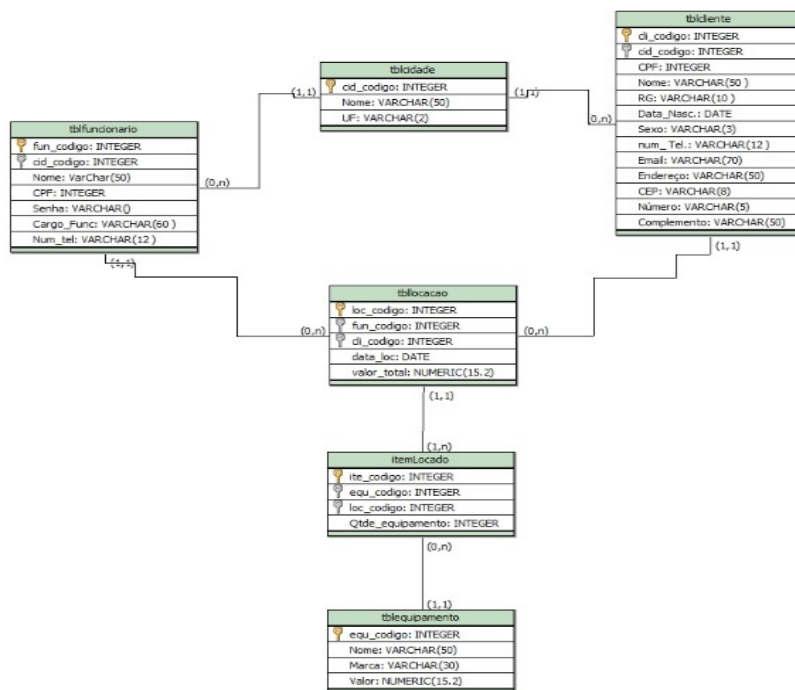 tblcliente
cli_codigo: INTEGER
cid_codigo: INTEGER
CPF: INTEGER
Nome: VARCHAR(50 )
RG: VARCHAR(10 )
Data_Nasc.: DATE
Sexo: VARCHAR(3)
num_ Tel.: VARCHAR(12 )
Email: VARCHAR(70)
Endereço: VARCHAR(50)
CEP: VARCHAR(8)
Número: VARCHAR(5)
Complemento: VARCHAR(50)
(0,n)
(1,1)
tblcidade
cid_codigo: INTEGER
Nome: VARCHAR(50)
UF: VARCHAR(2)
(1,1)
(1,1)
tblfuncionario
fun_codigo: INTEGER
cid_codigo: INTEGER
Nome: VarChar(50)
CPF: INTEGER
Senha: VARCHAR()
Cargo_Func: VARCHAR(60 )
Num_tel: VARCHAR(12 )
(0,n)
(1,1)
tbllocacao
loc_codigo: INTEGER
fun_codigo: INTEGER
cli_codigo: INTEGER
data_loc: DATE
valor_total: NUMERIC(15.2)
(0,n)
(0,n)
(1,1)
(1,n)
itemLocado
ite_codigo: INTEGER
equ_codigo: INTEGER
loc_codigo: INTEGER
Qtde_equipamento: INTEGER
(0,n)
(1,1)
tblequipamento
equ_codigo: INTEGER
Nome: VARCHAR(50)
Marca: VARCHAR(30)
Valor: NUMERIC(15.2)